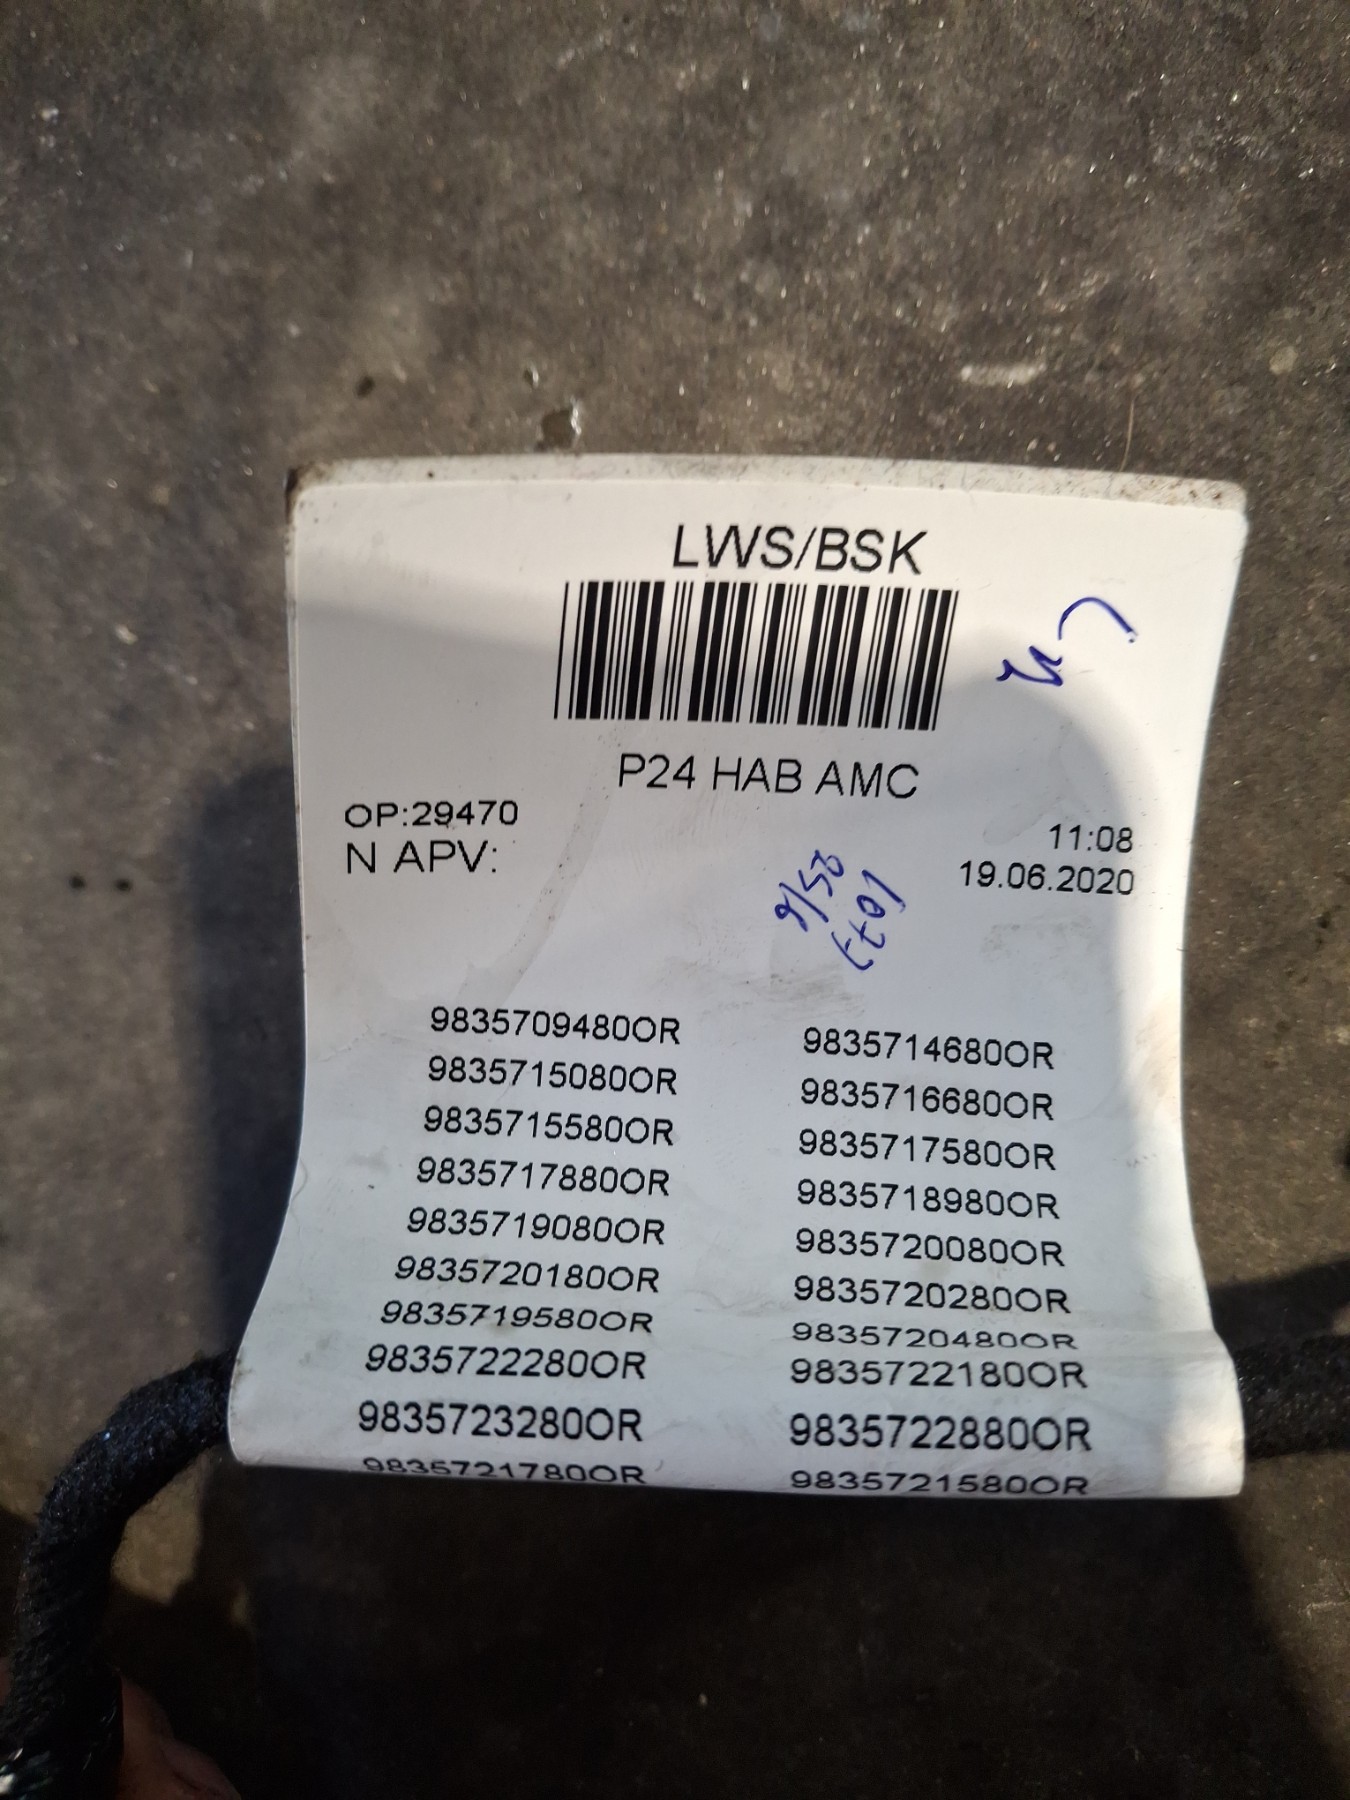 LWS/BSK
P24 HAB AMC
OP:29470
N APV:
11:08
19.06.2020
9835709480OR 9835714680OR
9835715080OR 9835716680OR
9835715580OR 9835717580OR
9835717880OR 9835718980OR
9835719080OR 9835720080OR
9835720180OR 9835720280OR
9835719580OR 9835720480OR
9835722280OR 9835722180OR
9835723280OR 9835722880OR
9835721780OR 9835721580OR